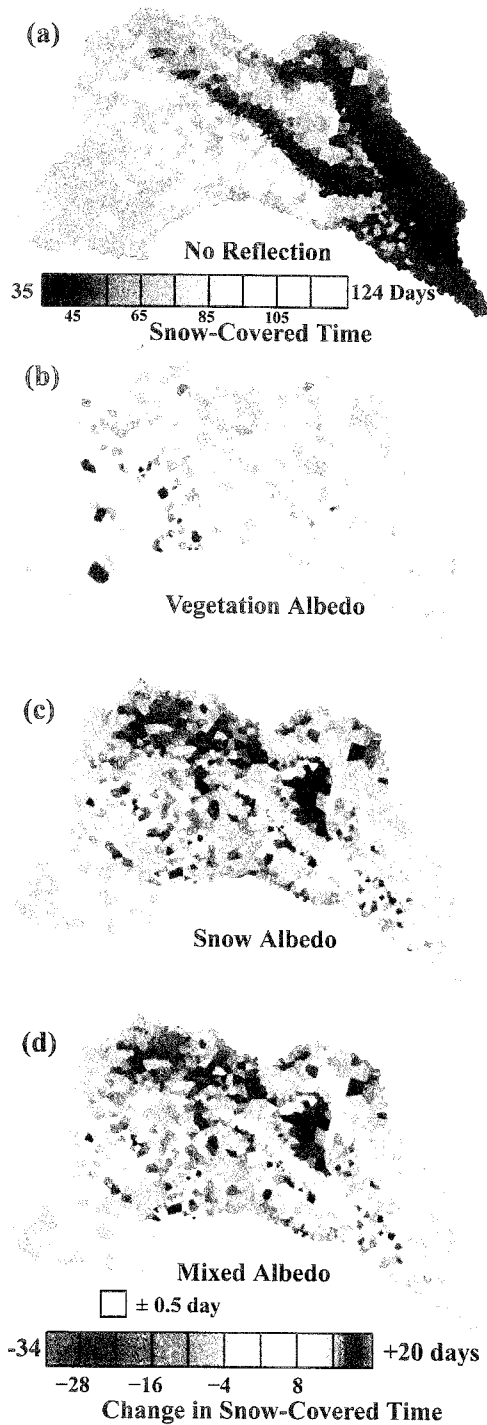 (a)
No Reflection
35 124 Days
45 65 85 105
Snow-Covered Time
(b)
Vegetation Albedo
(c)
Snow Albedo
(d)
Mixed Albedo
± 0.5 day
-34 +20 days
−28 −16 −4 8
Change in Snow-Covered Time